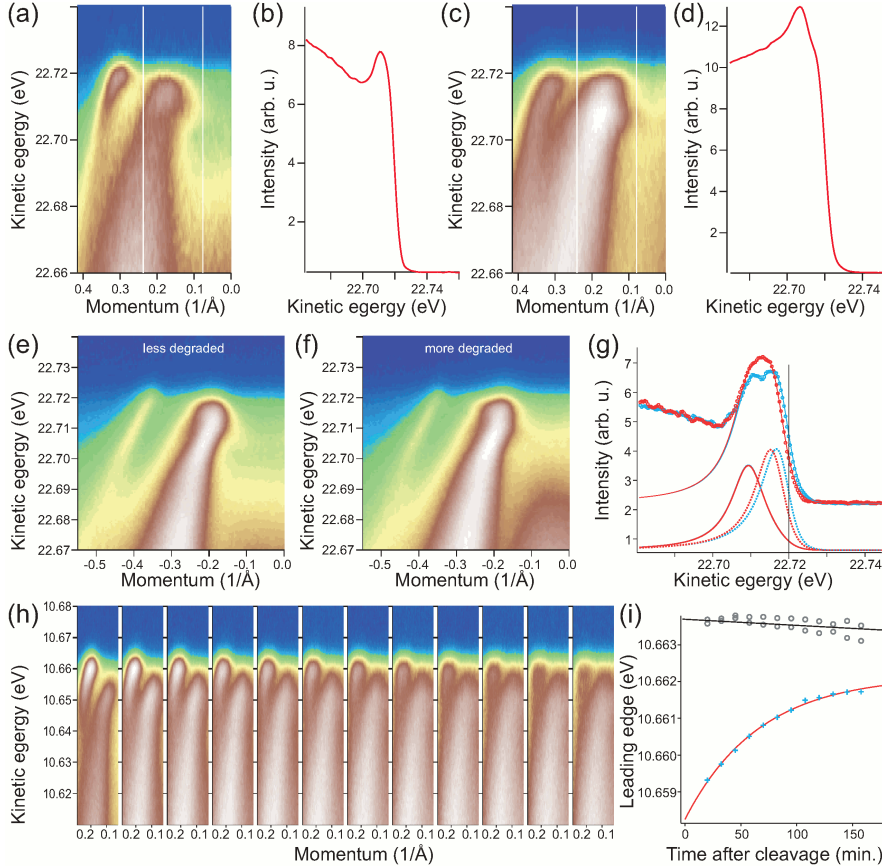 (a)
Kinetic egergy (eV)
22.72
22.70
22.68
22.66
0.4 0.3 0.2 0.1 0.0
Momentum (1/Å)
(b)
Intensity (arb. u.)
8
6
4
2
22.70 22.74
Kinetic egergy (eV)
(c)
Kinetic egergy (eV)
22.72
22.70
22.68
22.66
0.4 0.3 0.2 0.1 0.0
Momentum (1/Å)
(d)
Intensity (arb. u.)
12
10
8
6
4
2
22.70 22.74
Kinetic egergy (eV)
(e)
less degraded
Kinetic egergy (eV)
22.73
22.72
22.71
22.70
22.69
22.68
22.67
-0.5 -0.4 -0.3 -0.2 -0.1 0.0
Momentum (1/Å)
(f)
more degraded
Kinetic egergy (eV)
22.73
22.72
22.71
22.70
22.69
22.68
22.67
-0.5 -0.4 -0.3 -0.2 -0.1 0.0
Momentum (1/Å)
(g)
Intensity (arb. u.)
7
6
5
4
3
2
1
22.70 22.72 22.74
Kinetic egergy (eV)
(h)
Kinetic egergy (eV)
10.68
10.67
10.66
10.65
10.64
10.63
10.62
0.2 0.1 0.2 0.1 0.2 0.1 0.2 0.1 0.2 0.1 0.2 0.1 0.2 0.1 0.2 0.1 0.2 0.1 0.2 0.1 0.2 0.1 0.2 0.1
Momentum (1/Å)
(i)
Leading edge (eV)
10.663
10.662
10.661
10.660
10.659
0 50 100 150
Time after cleavage (min.)